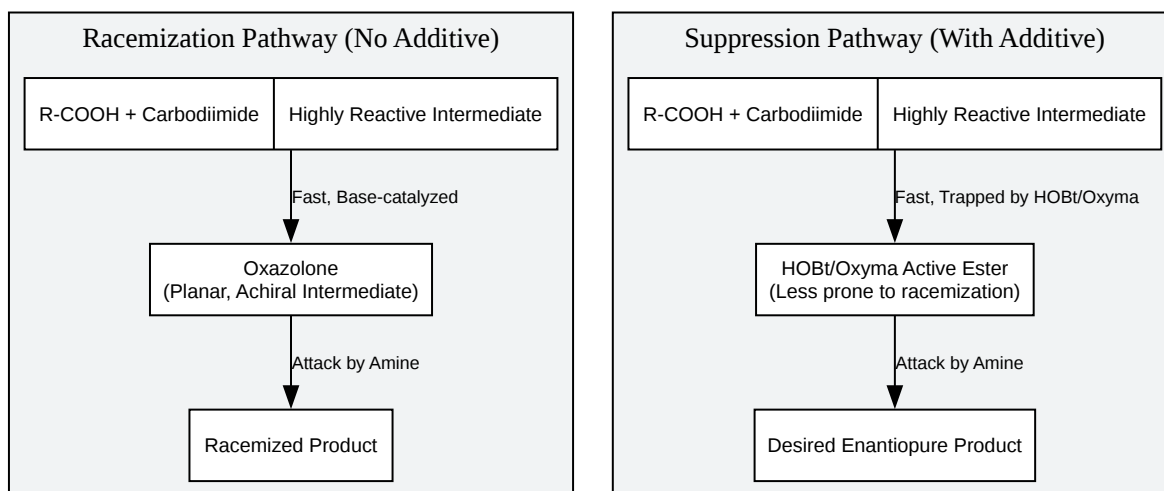 Racemization Pathway (No Additive)
R-COOH + Carbodiimide
Highly Reactive Intermediate
Fast, Base-catalyzed
Oxazolone
(Planar, Achiral Intermediate)
Attack by Amine
Racemized Product
Suppression Pathway (With Additive)
R-COOH + Carbodiimide
Highly Reactive Intermediate
Fast, Trapped by HOBt/Oxyma
HOBt/Oxyma Active Ester
(Less prone to racemization)
Attack by Amine
Desired Enantiopure Product